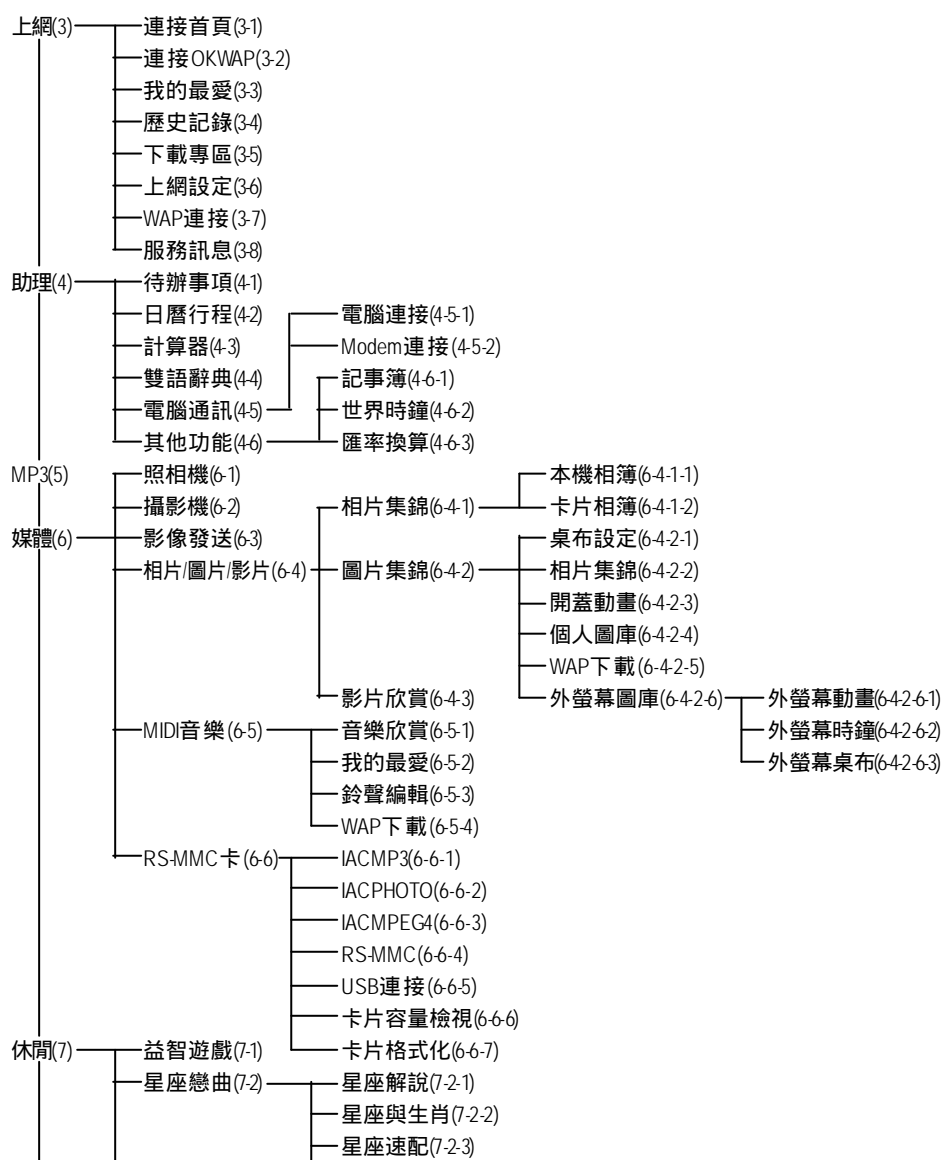 上網(3) 連接首頁(3-1)
連接OKWAP(3-2)
我的最愛(3-3)
歷史記錄(3-4)
下載專區(3-5)
上網設定(3-6)
WAP連接(3-7)
服務訊息(3-8)
助理(4) 待辦事項(4-1)
日曆行程(4-2) 電腦連接(4-5-1)
計算器(4-3) Modem連接(4-5-2)
雙語辭典(4-4) 記事簿(4-6-1)
電腦通訊(4-5) 世界時鐘(4-6-2)
其他功能(4-6) 匯率換算(4-6-3)
MP3(5) 照相機(6-1) 本機相簿(6-4-1-1)
攝影機(6-2) 相片集錦(6-4-1) 卡片相簿(6-4-1-2)
媒體(6) 影像發送(6-3) 桌布設定(6-4-2-1)
相片/圖片/影片(6-4) 圖片集錦(6-4-2) 相片集錦(6-4-2-2)
開蓋動畫(6-4-2-3)
個人圖庫(6-4-2-4)
WAP下載(6-4-2-5)
影片欣賞(6-4-3) 外螢幕圖庫(6-4-2-6) 外螢幕動畫(6-4-2-6-1)
MIDI音樂(6-5) 音樂欣賞(6-5-1) 外螢幕時鐘(6-4-2-6-2)
我的最愛(6-5-2) 外螢幕桌布(6-4-2-6-3)
鈴聲編輯(6-5-3)
WAP下載(6-5-4)
RS-MMC卡(6-6) IACMP3(6-6-1)
IACPHOTO(6-6-2)
IACMPEG4(6-6-3)
RS-MMC(6-6-4)
USB連接(6-6-5)
卡片容量檢視(6-6-6)
休閒(7) 益智遊戲(7-1) 卡片格式化(6-6-7)
星座戀曲(7-2) 星座解說(7-2-1)
星座與生肖(7-2-2)
星座速配(7-2-3)